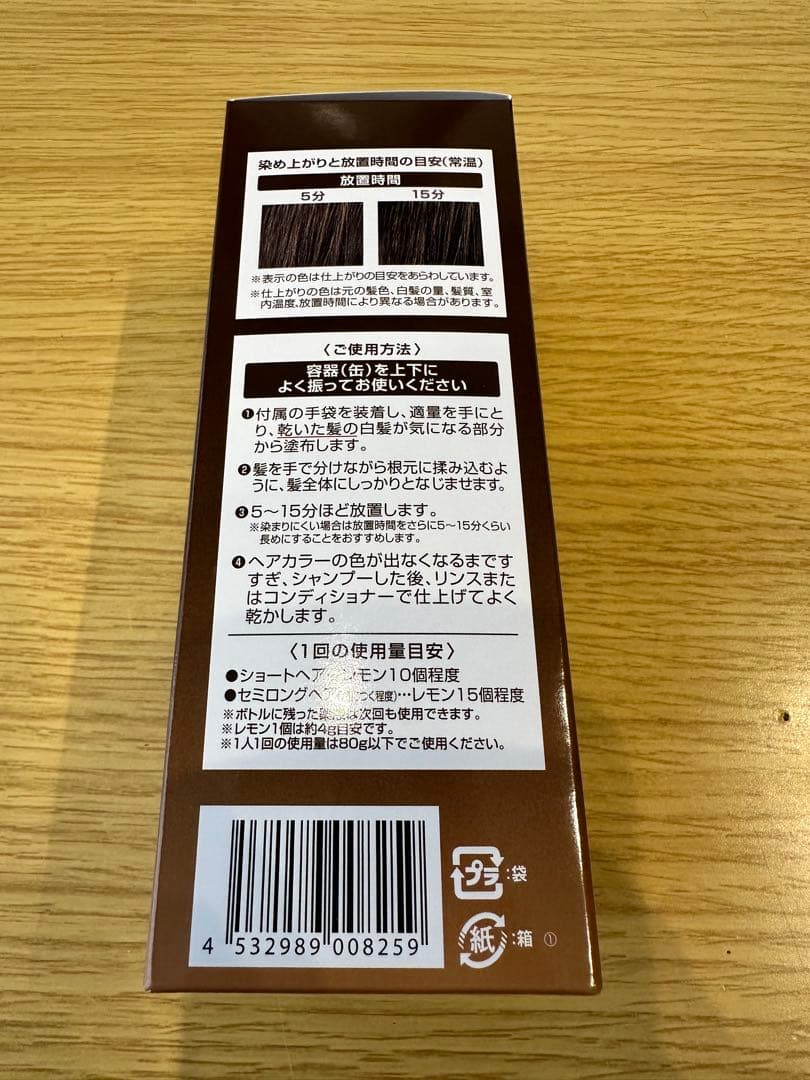 染め上がりと放置時間の目安(常温)
放置時間
5分 15分
※表示の色は仕上がりの目安をあらわしています。
※仕上がりの色は元の髪色、白髪の量、髪質、室
内温度、放置時間により異なる場合があります。
〈ご使用方法〉
容器(缶)を上下に
よく振ってお使いください
❶付属の手袋を装着し、適量を手にと
り、乾いた髪の白髪が気になる部分
から塗布します。
❷髪を手で分けながら根元に揉み込むよ
うに、髪全体にしっかりとなじませます。
❸5〜15分ほど放置します。
※染まりにくい場合は放置時間をさらに5〜15分くらい
長めにすることをおすすめします。
❹ヘアカラーの色が出なくなるまです
すぎ、シャンプーした後、リンスまた
はコンディショナーで仕上げてよく
乾かします。
〈1回の使用量目安〉
●ショートヘア レモン10個程度
●セミロングヘア つく程度)…レモン15個程度
※ボトルに残った は次回も使用できます。
※レモン1個は約4g目安です。
※1人1回の使用量は80g以下でご使用ください。
プラ:袋
紙:箱 ①
4 532989 008259